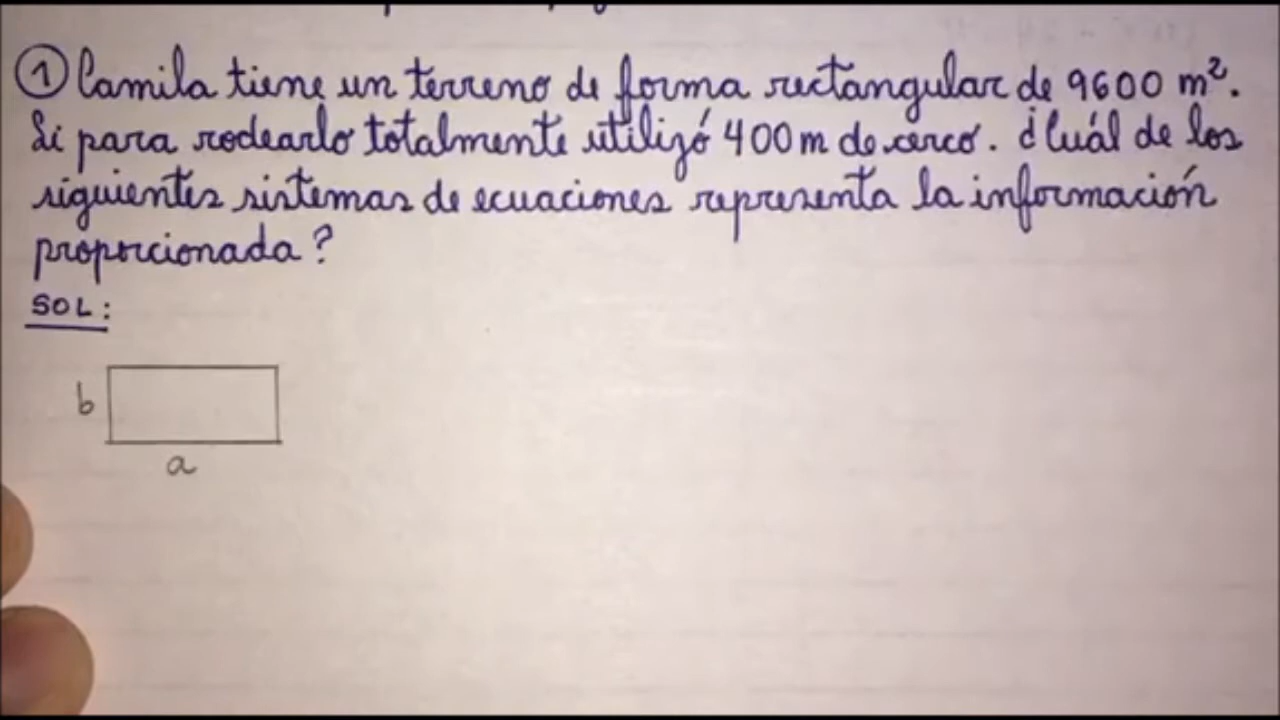 ① Camila tiene un terreno de forma rectangular de 9600 m².
Si para rodearlo totalmente utilizó 400 m de cerco. ¿Cuál de los
siguientes sistemas de ecuaciones representa la información
proporcionada?
SOL:
b
a